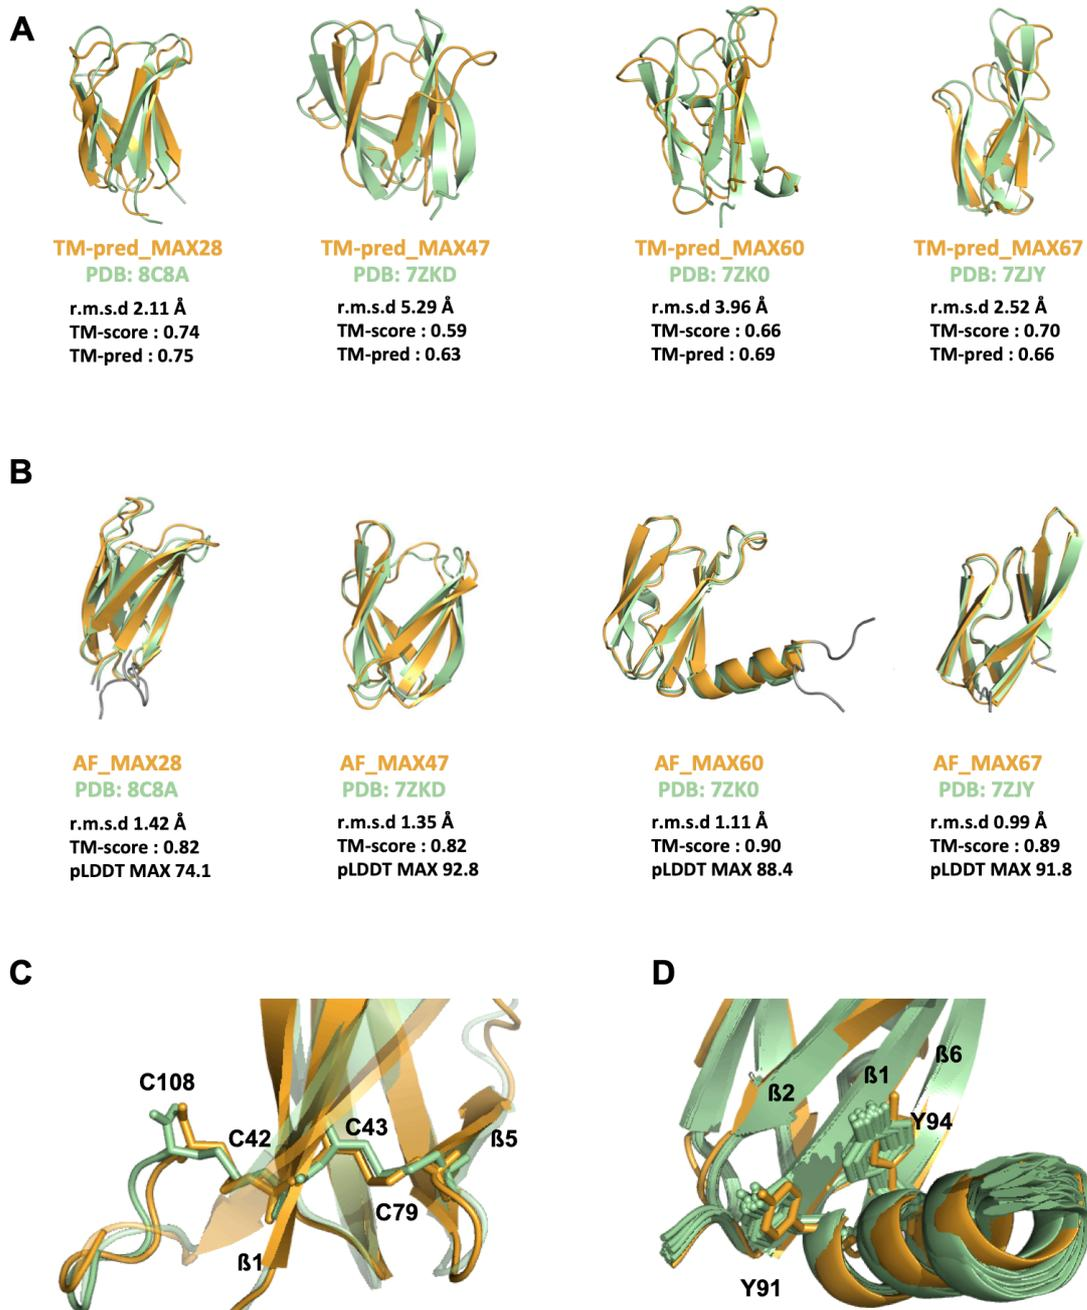 A
TM-pred_MAX28
PDB: 8C8A
r.m.s.d 2.11 Å
TM-score : 0.74
TM-pred : 0.75
TM-pred_MAX47
PDB: 7ZKD
r.m.s.d 5.29 Å
TM-score : 0.59
TM-pred : 0.63
TM-pred_MAX60
PDB: 7ZK0
r.m.s.d 3.96 Å
TM-score : 0.66
TM-pred : 0.69
TM-pred_MAX67
PDB: 7ZJY
r.m.s.d 2.52 Å
TM-score : 0.70
TM-pred : 0.66
B
AF_MAX28
PDB: 8C8A
r.m.s.d 1.42 Å
TM-score : 0.82
pLDDT MAX 74.1
AF_MAX47
PDB: 7ZKD
r.m.s.d 1.35 Å
TM-score : 0.82
pLDDT MAX 92.8
AF_MAX60
PDB: 7ZK0
r.m.s.d 1.11 Å
TM-score : 0.90
pLDDT MAX 88.4
AF_MAX67
PDB: 7ZJY
r.m.s.d 0.99 Å
TM-score : 0.89
pLDDT MAX 91.8
C
C108
C42
C43
ß5
C79
ß1
D
ß6
ß1
ß2
Y94
Y91